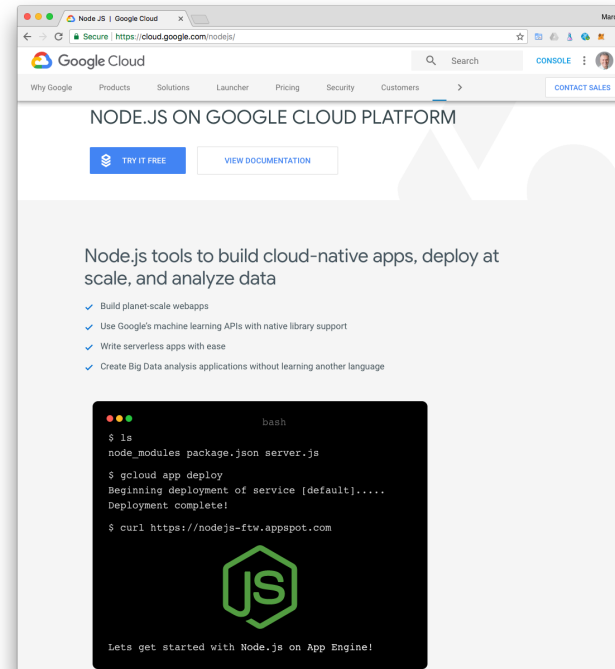 Node JS | Google Cloud
Marc
Secure | https://cloud.google.com/nodejs/
Google Cloud
Search
CONSOLE
Why Google Products Solutions Launcher Pricing Security Customers
CONTACT SALES
NODE.JS ON GOOGLE CLOUD PLATFORM
TRY IT FREE
VIEW DOCUMENTATION
Node.js tools to build cloud-native apps, deploy at
scale, and analyze data
Build planet-scale webapps
Use Google's machine learning APIs with native library support
Write serverless apps with ease
Create Big Data analysis applications without learning another language
bash
$ ls
node_modules package.json server.js
$ gcloud app deploy
Beginning deployment of service [default].....
Deployment complete!
$ curl https://nodejs-ftw.appspot.com
JS
Lets get started with Node.js on App Engine!